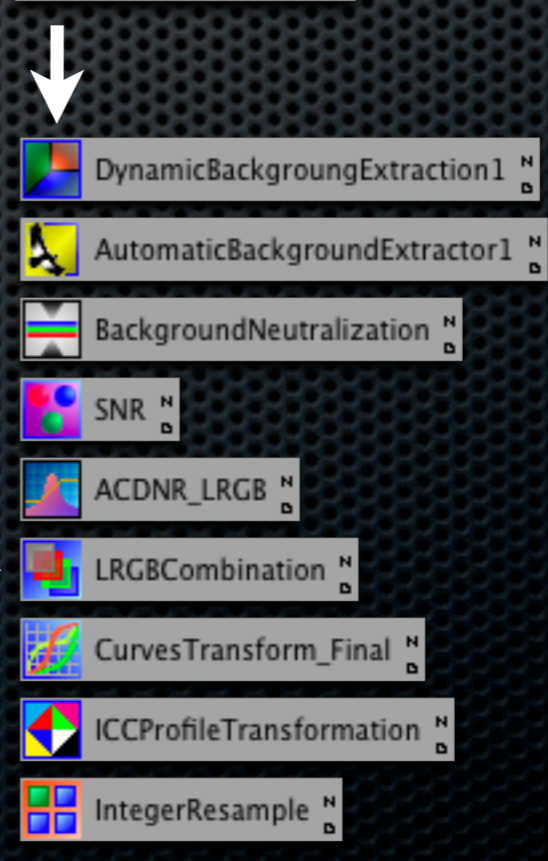 DynamicBackgroungExtraction1 N D
AutomaticBackgroundExtractor1 N D
BackgroundNeutralization N D
SNR N D
ACDNR_LRGB N D
LRGBCombination N D
CurvesTransform_Final N D
ICCProfileTransformation N D
IntegerResample N D